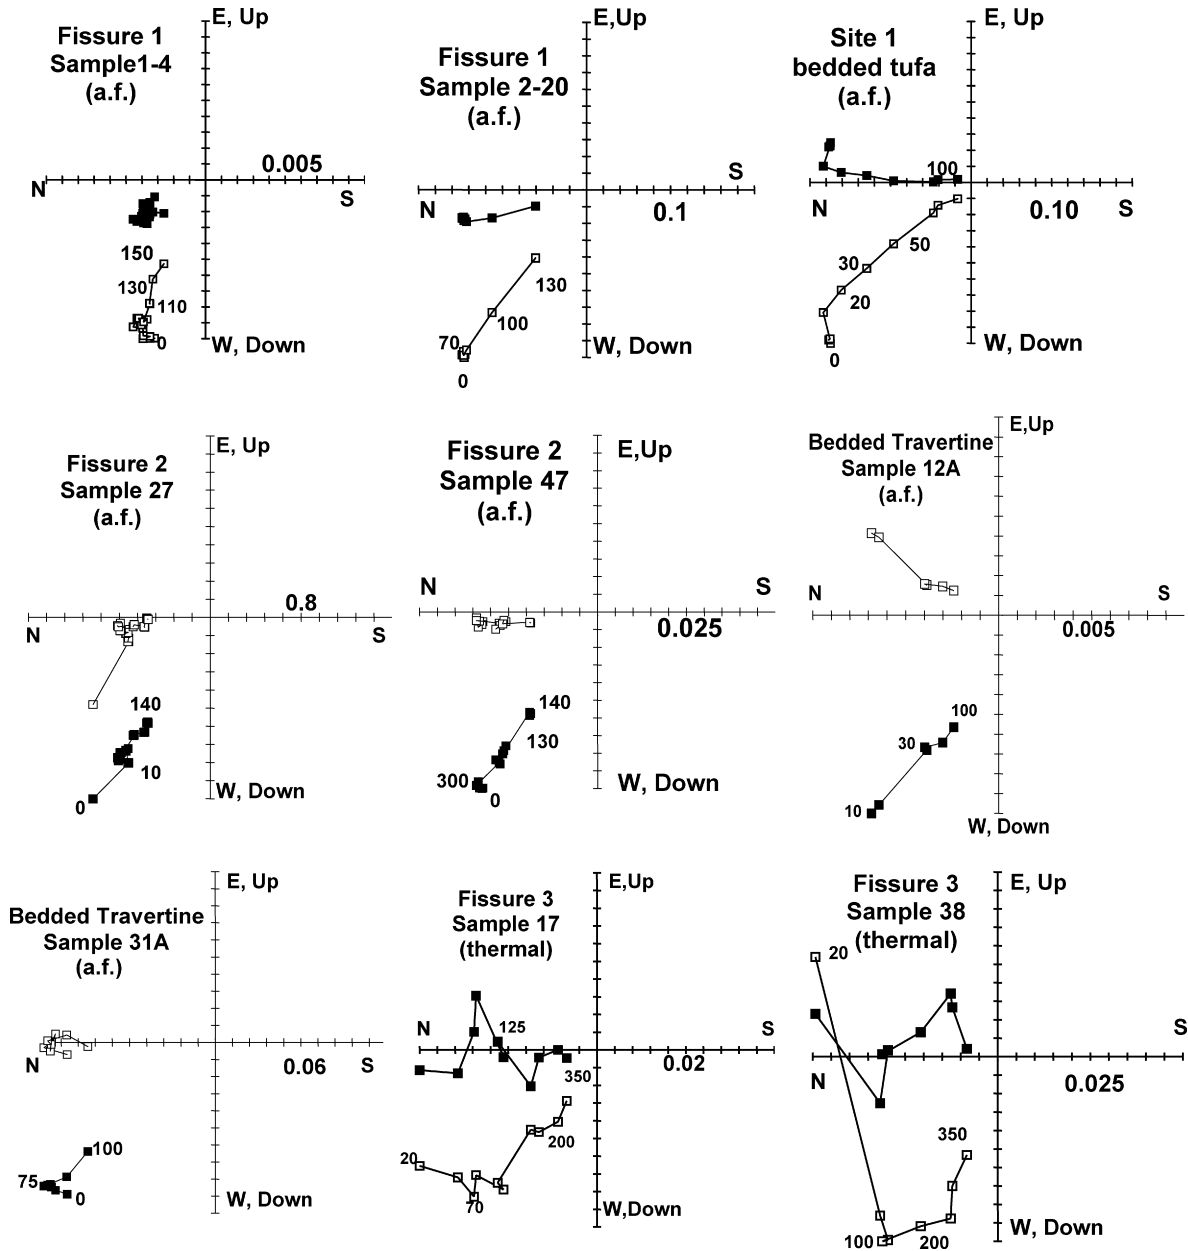 Fissure 1
Sample1-4
(a.f.)
E, Up
0.005
N
S
150
130
110
0
W, Down
Fissure 1
Sample 2-20
(a.f.)
E,Up
S
N
0.1
130
100
70
0
W, Down
Site 1
bedded tufa
(a.f.)
E, Up
100
N
0.10
S
50
30
20
0
W, Down
Fissure 2
Sample 27
(a.f.)
E, Up
0.8
N
S
140
10
0
W, Down
Fissure 2
Sample 47
(a.f.)
E,Up
N
S
0.025
140
130
300
0
W, Down
Bedded Travertine
Sample 12A
(a.f.)
E,Up
N
S
0.005
100
30
10
W, Down
Bedded Travertine
Sample 31A
(a.f.)
E, Up
N
0.06
S
100
75
0
W, Down
Fissure 3
Sample 17
(thermal)
E,Up
N
S
125
0.02
350
20
200
70
W,Down
Fissure 3
Sample 38
(thermal)
E, Up
20
S
N
0.025
350
100
200
W, Down